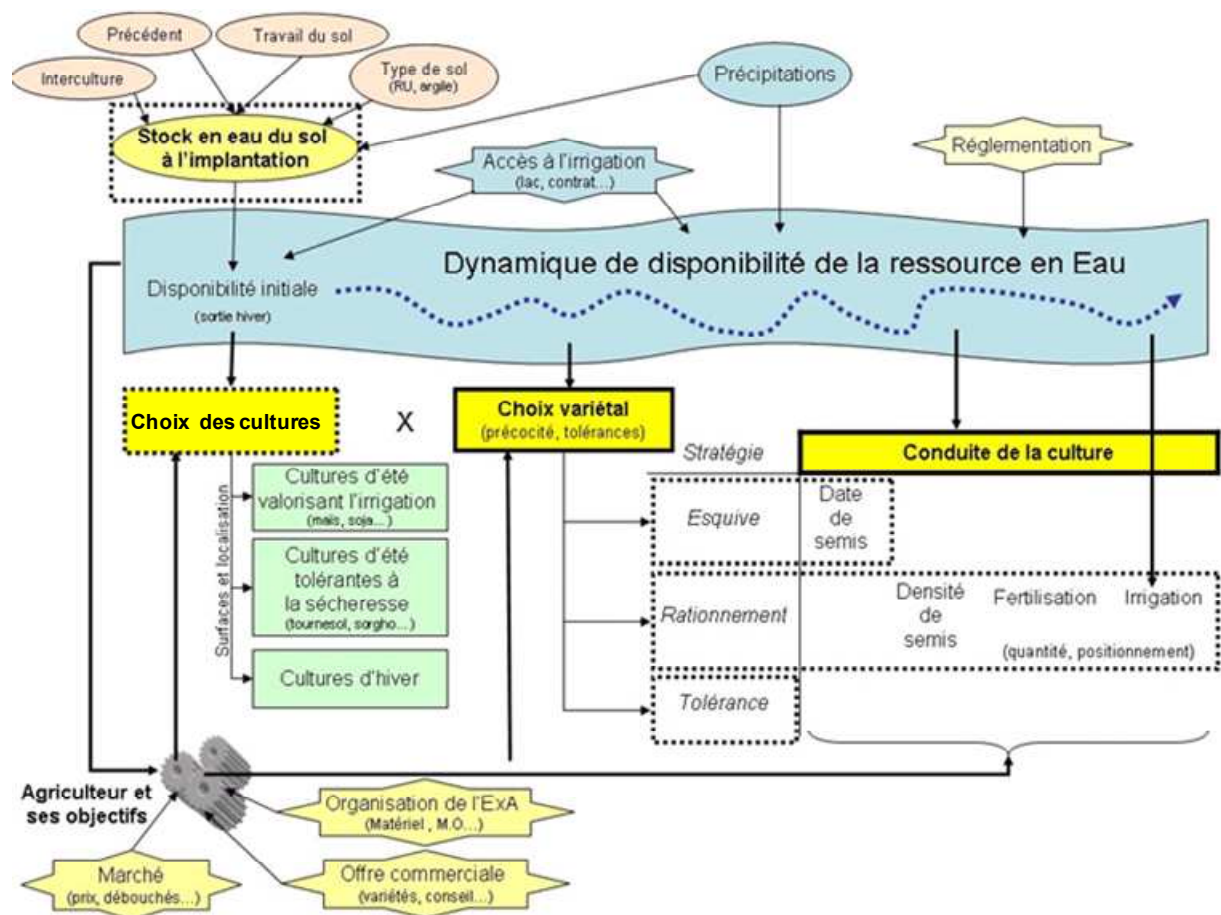 Précédent
Travail du sol
Interculture
Type de sol
(RU, argile)
Précipitations
Stock en eau du sol
à l'implantation
Accès à l'irrigation
(lac, contrat...)
Réglementation
Dynamique de disponibilité de la ressource en Eau
Disponibilité initiale
(sortie hiver)
Choix des cultures
X
Choix variétal
(précocité, tolérances)
Stratégie
Conduite de la culture
Surfaces et localisation
Cultures d'été
valorisant l'irrigation
(maïs, soja...)
Cultures d'été
tolérantes à
la sécheresse
(tournesol, sorgho...)
Cultures d'hiver
Esquive
Date
de
semis
Rationnement
Densité
de
semis
Fertilisation
Irrigation
(quantité, positionnement)
Tolérance
Agriculteur et
ses objectifs
Organisation de l'ExA
(Matériel , M.O...)
Marché
(prix, débouchés...)
Offre commerciale
(variétés, conseil...)